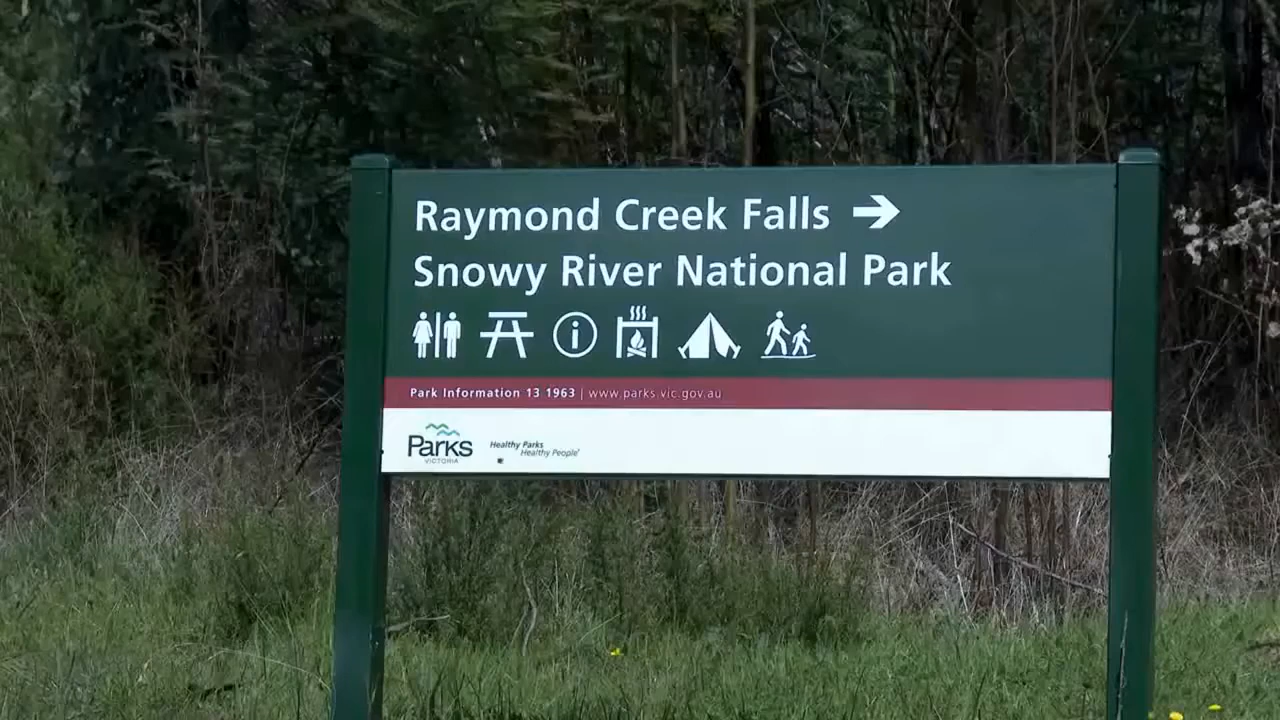 Raymond Creek Falls →
Snowy River National Park
i
Park Information 13 1963 | www.parks.vic.gov.au
Parks
VICTORIA
Healthy Parks
Healthy People